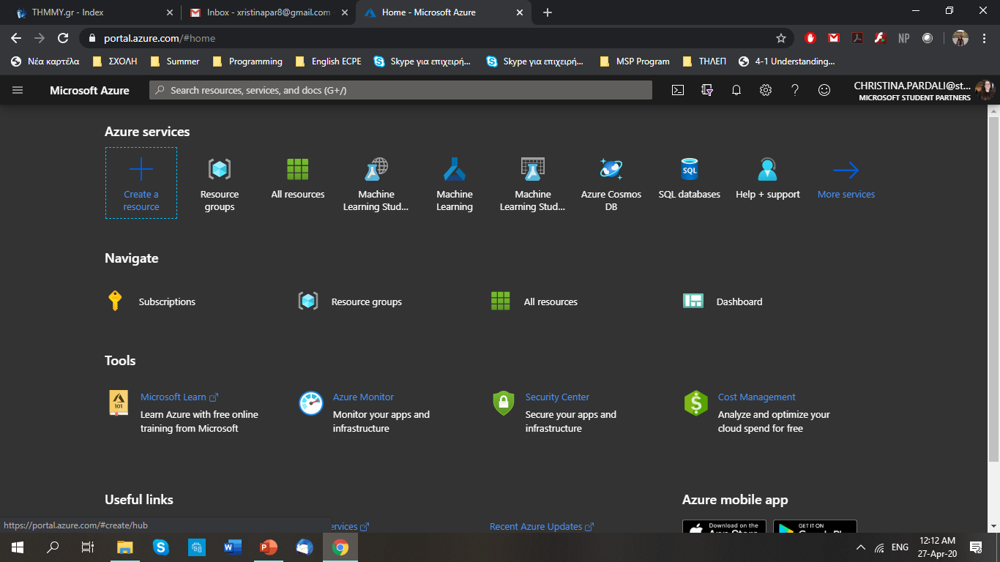 THMMY.gr - Index
Inbox - xristinapar8@gmail.com
Home - Microsoft Azure
portal.azure.com/#home
NP
Νέα καρτέλα
ΣΧΟΛΗ
Summer
Programming
English ECPE
Skype για επιχειρή...
Skype για επιχειρή...
MSP Program
ΤΗΛΕΠ
4-1 Understanding...
Microsoft Azure
Search resources, services, and docs (G+/)
CHRISTINA.PARDALI@st...
MICROSOFT STUDENT PARTNERS
Azure services
Create a
resource
Resource
groups
All resources
Machine
Learning Stud...
Machine
Learning
Machine
Learning Stud...
Azure Cosmos
DB
SQL
SQL databases
Help + support
More services
Navigate
Subscriptions
Resource groups
All resources
Dashboard
Tools
101
Microsoft Learn
Learn Azure with free online
training from Microsoft
Azure Monitor
Monitor your apps and
infrastructure
Security Center
Secure your apps and
infrastructure
Cost Management
Analyze and optimize your
cloud spend for free
Useful links
Azure mobile app
https://portal.azure.com/#create/hub
ervices
Recent Azure Updates
Download on the
GET IT ON
ENG
12:12 AM
27-Apr-20